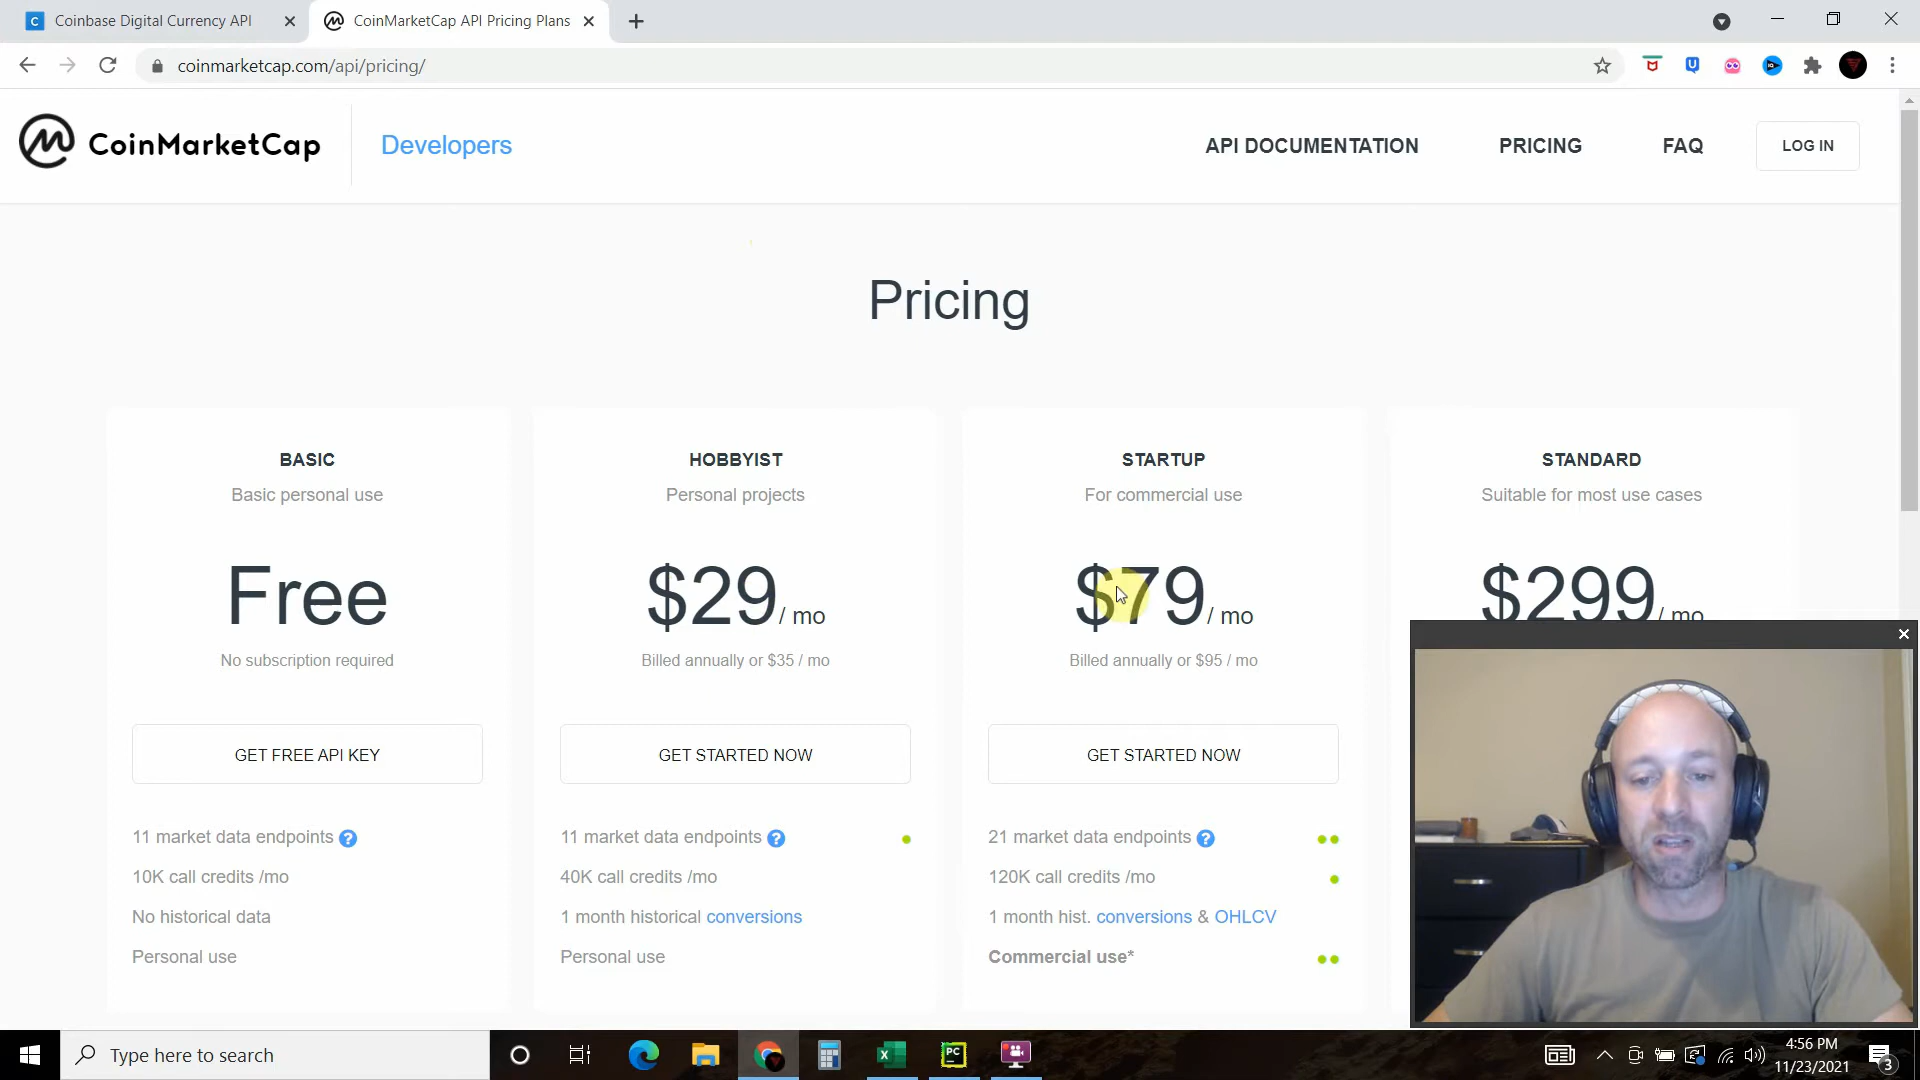 Coinbase Digital Currency API
CoinMarketCap API Pricing Plans
coinmarketcap.com/api/pricing/
CoinMarketCap
Developers
API DOCUMENTATION
PRICING
FAQ
LOG IN
Pricing
BASIC
Basic personal use
Free
No subscription required
GET FREE API KEY
11 market data endpoints ?
10K call credits /mo
No historical data
Personal use
HOBBYIST
Personal projects
$29 / mo
Billed annually or $35 / mo
GET STARTED NOW
11 market data endpoints ?
40K call credits /mo
1 month historical conversions
Personal use
STARTUP
For commercial use
$79 / mo
Billed annually or $95 / mo
GET STARTED NOW
21 market data endpoints ?
120K call credits /mo
1 month hist. conversions & OHLCV
Commercial use*
STANDARD
Suitable for most use cases
$299 / mo
Type here to search
4:56 PM
11/23/2021
3